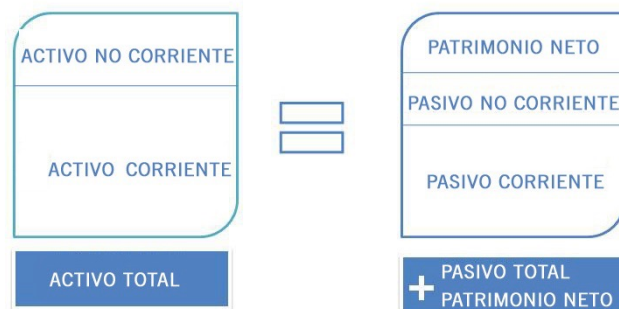 ACTIVO NO CORRIENTE
ACTIVO CORRIENTE
ACTIVO TOTAL
=
PATRIMONIO NETO
PASIVO NO CORRIENTE
PASIVO CORRIENTE
+ PASIVO TOTAL
PATRIMONIO NETO